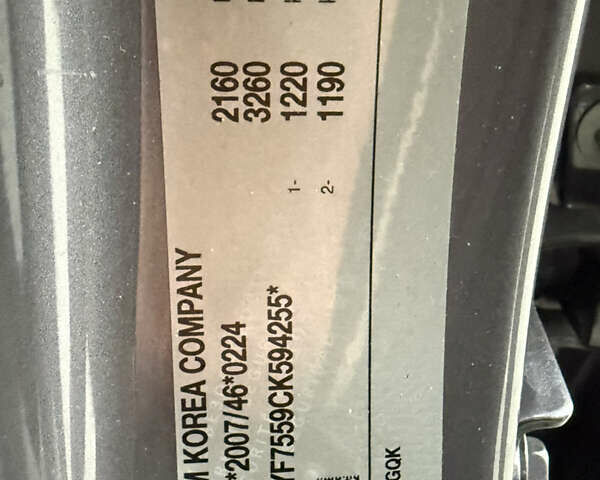 M KOREA COMPANY
*2007/46*0224
YF7559CK594255*
2160
3260
1- 1220
2- 1190
GQK